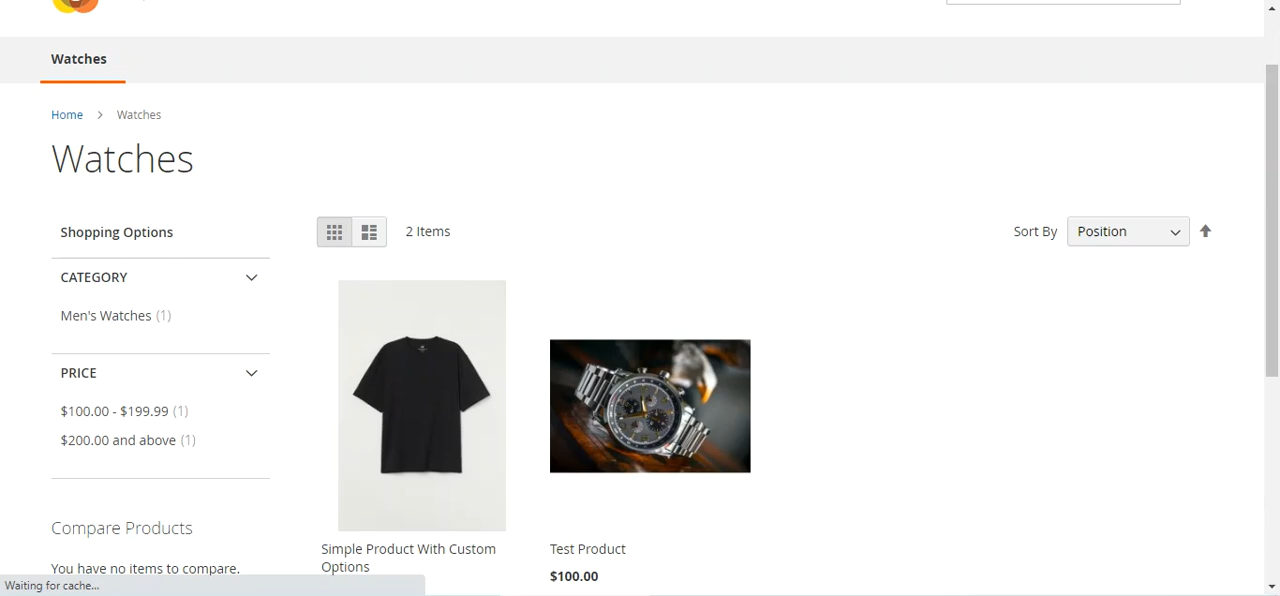 Watches
Home > Watches
Watches
Shopping Options
2 Items
Sort By Position
CATEGORY
Men's Watches (1)
PRICE
$100.00 - $199.99 (1)
$200.00 and above (1)
Compare Products
You have no items to compare.
Simple Product With Custom
Options
Test Product
$100.00
Waiting for cache...